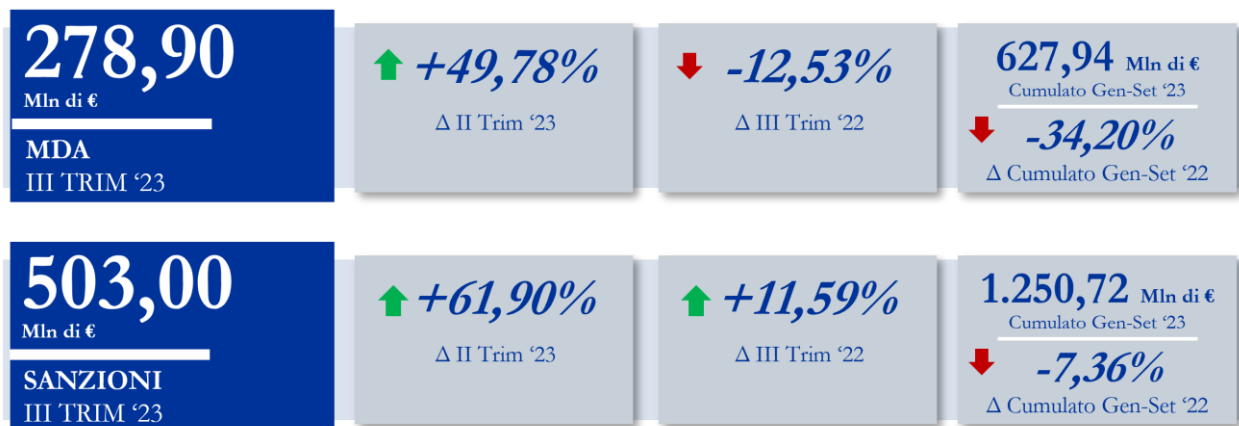 278,90
Mln di €
MDA
III TRIM ‘23
+49,78%
Δ II Trim ‘23
-12,53%
Δ III Trim ‘22
627,94 Mln di €
Cumulato Gen-Set ‘23
-34,20%
Δ Cumulato Gen-Set ‘22
503,00
Mln di €
SANZIONI
III TRIM ‘23
+61,90%
Δ II Trim ‘23
+11,59%
Δ III Trim ‘22
1.250,72 Mln di €
Cumulato Gen-Set ‘23
-7,36%
Δ Cumulato Gen-Set ‘22